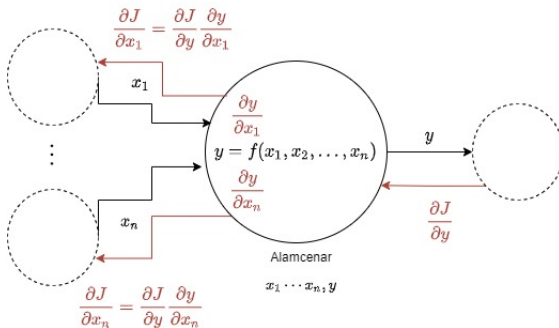 ∂J/∂x₁ = ∂J/∂y ∂y/∂x₁
x₁
∂y/∂x₁
y = f(x₁, x₂, …, xₙ)
y
⋮
∂y/∂xₙ
xₙ
∂J/∂y
Alamcenar
x₁ ⋯ xₙ, y
∂J/∂xₙ = ∂J/∂y ∂y/∂xₙ